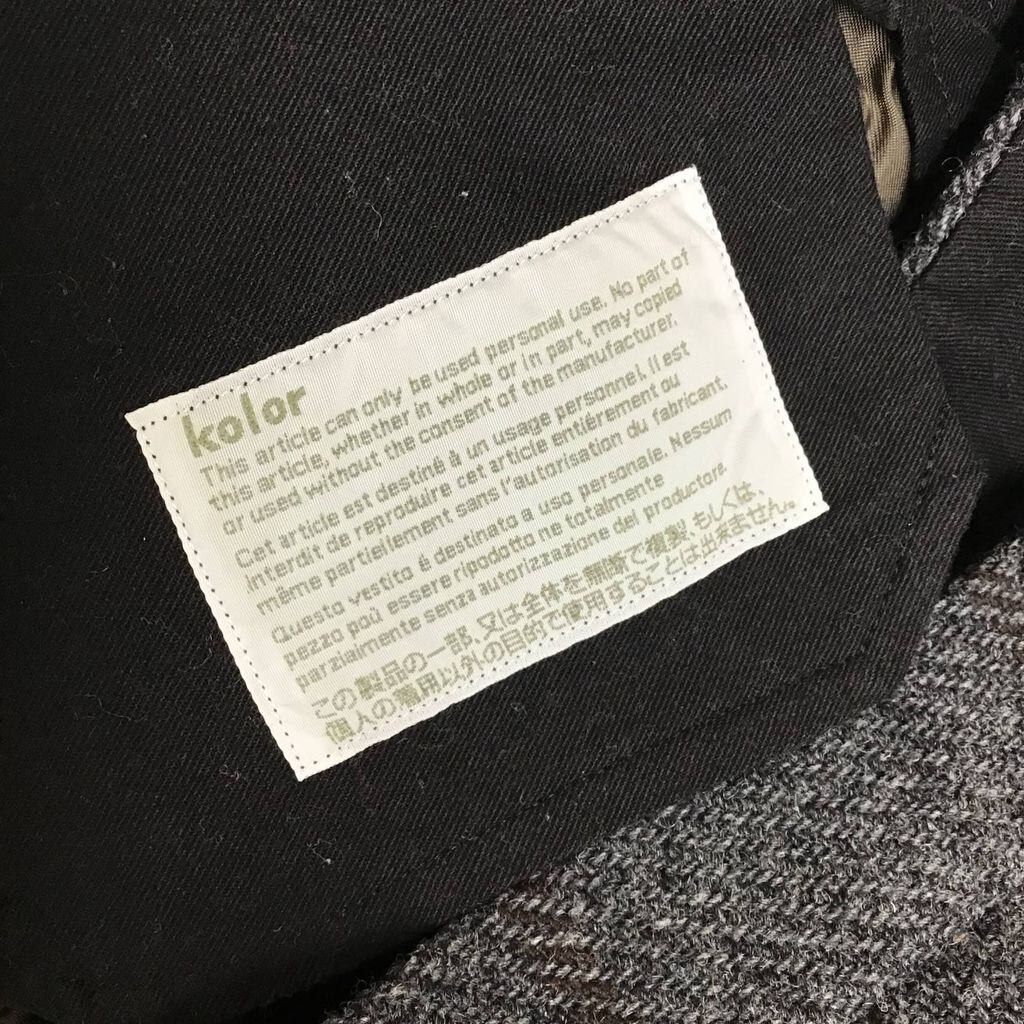 kolor
This article can only be used personal use. No part of
this article, whether in whole or in part, may copied
or used without the consent of the manufacturer.
Cet article est destiné à un usage personnel. Il est
interdit de reproduire cet article entiérement ou
même partiellement sans l'autorisation du fabricant.
Questo vestito é destinato a uso personale. Nessum
pezzo poú essere ripodotto ne totalmente
parzialmente senza autorizzazione del productore.
この製品の一部、又は全体を無断で複製、もしくは、
個人の着用以外の目的で使用することは出来ません。